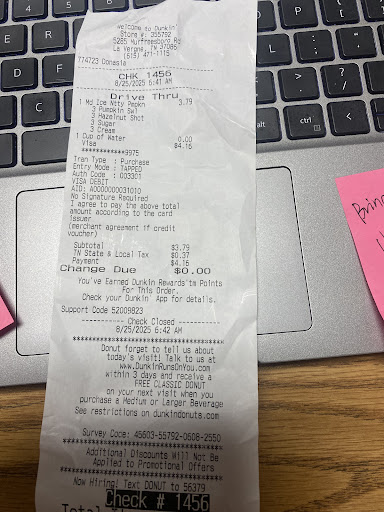 Welcome to Dunkin'
Store #: 355792
5285 Murfreesboro Rd
La Vergne, TN 37086
(615) 471-1115
174723 Donasia
CHK 1456
8/25/2025 6:41 AM
Drive Thru
1 Md Ice Nitty Pmpkn 3.79
3 Pumpkin Swl
3 Hazelnut Shot
3 Sugar
3 Cream
1 Cup of Water 0.00
Visa $4.16
************9975
Tran Type : Purchase
Entry Mode : TAPPED
Auth Code : 003301
VISA DEBIT
AID: A0000000031010
No Signature Required
I agree to pay the above total
amount according to the card
issuer
(merchant agreement if credit
voucher)
Subtotal $3.79
TN State & Local Tax $0.37
Payment $4.16
Change Due $0.00
You've Earned Dunkin Rewards'tm Points
For This Order.
Check your Dunkin' App for details.
Support Code 52009823
------------ Check Closed ------------
8/25/2025 6:42 AM
Donut forget to tell us about
today's visit! Talk to us at
www.DunkinRunsOnYou.com
within 3 days and receive a
FREE CLASSIC DONUT
on your next visit when you
purchase a Medium or Larger Beverage
See restrictions on dunkindonuts.com
Survey Code: 45603-55792-0608-2550
Additional Discounts Will Not Be
Applied to Promotional Offers
Now Hiring! Text DONUT to 56379
Check # 1456
alt
ctrl